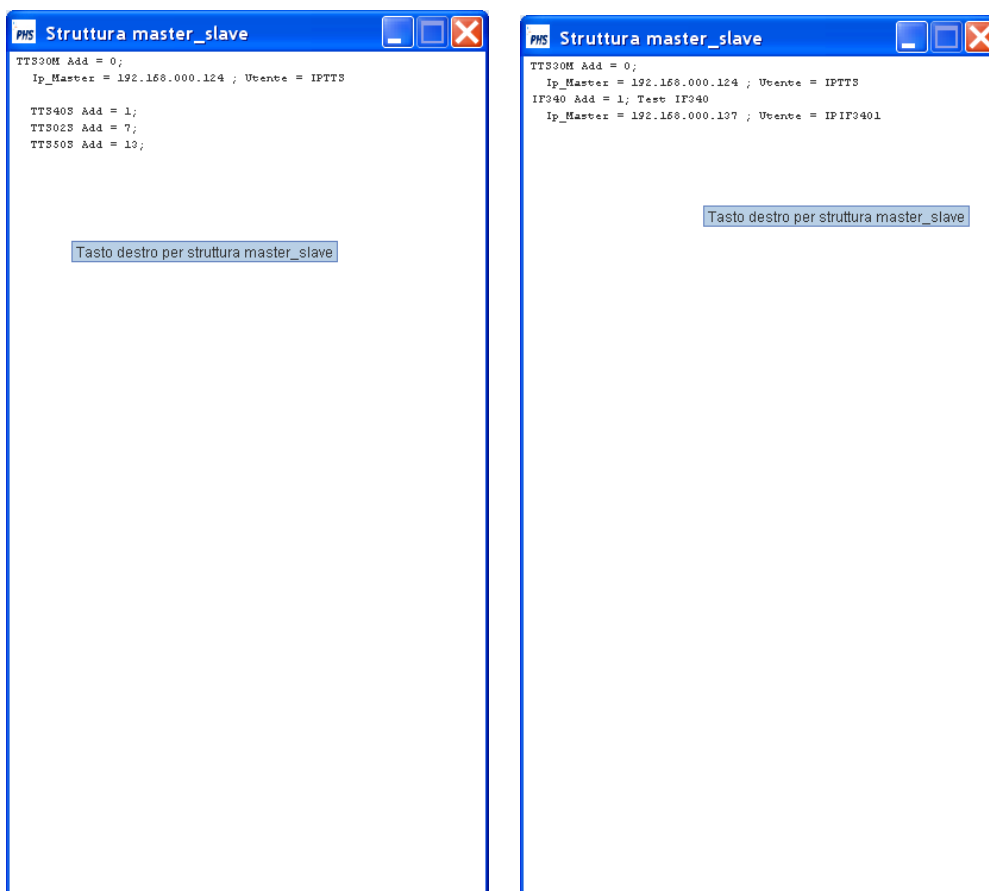 PHS Struttura master_slave
TTS30M Add = 0;
Ip_Master = 192.168.000.124 ; Utente = IPTTS
TTS40S Add = 1;
TTS02S Add = 7;
TTS50S Add = 13;
Tasto destro per struttura master_slave
PHS Struttura master_slave
TTS30M Add = 0;
Ip_Master = 192.168.000.124 ; Utente = IPTTS
IF340 Add = 1; Test IF340
Ip_Master = 192.168.000.137 ; Utente = IPIF3401
Tasto destro per struttura master_slave